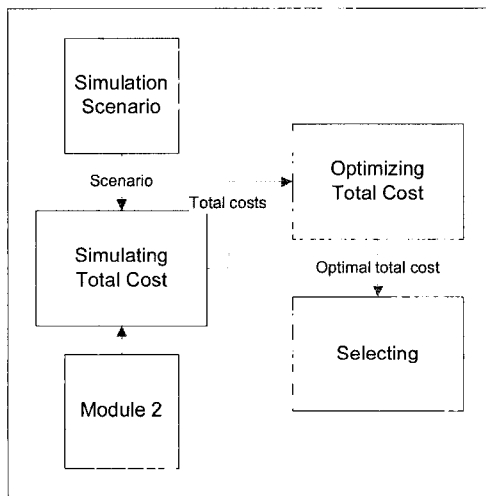 Simulation
Scenario
Scenario
Simulating
Total Cost
Module 2
Total costs
Optimizing
Total Cost
Optimal total cost
Selecting